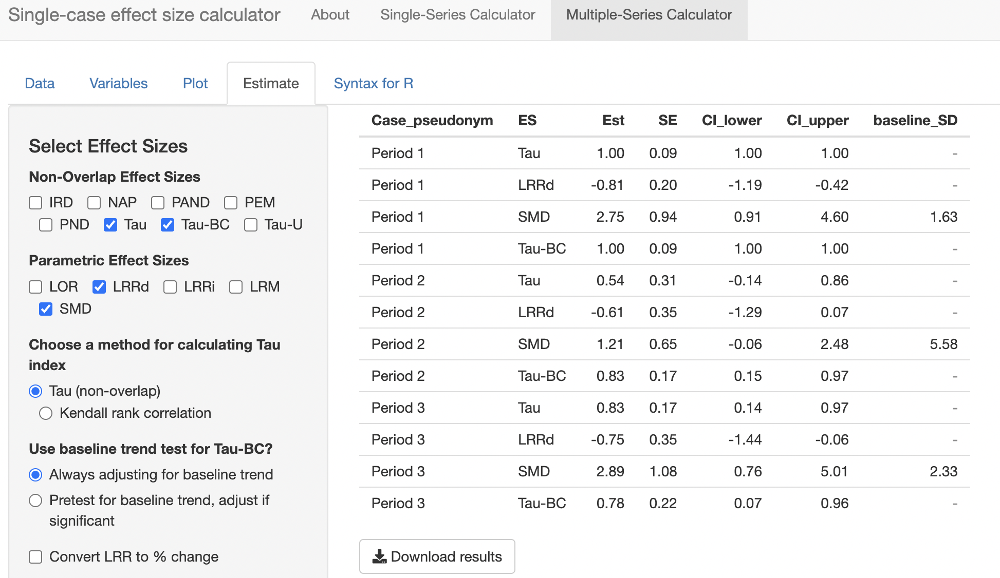 Single-case effect size calculator About Single-Series Calculator Multiple-Series Calculator
Data Variables Plot Estimate Syntax for R
Select Effect Sizes
Non-Overlap Effect Sizes
IRD NAP PAND PEM
PND Tau Tau-BC Tau-U
Parametric Effect Sizes
LOR LRRd LRRi LRM
SMD
Choose a method for calculating Tau
index
Tau (non-overlap)
Kendall rank correlation
Use baseline trend test for Tau-BC?
Always adjusting for baseline trend
Pretest for baseline trend, adjust if
significant
Convert LRR to % change
Case_pseudonym ES Est SE CI_lower CI_upper baseline_SD
Period 1 Tau 1.00 0.09 1.00 1.00 -
Period 1 LRRd -0.81 0.20 -1.19 -0.42 -
Period 1 SMD 2.75 0.94 0.91 4.60 1.63
Period 1 Tau-BC 1.00 0.09 1.00 1.00 -
Period 2 Tau 0.54 0.31 -0.14 0.86 -
Period 2 LRRd -0.61 0.35 -1.29 0.07 -
Period 2 SMD 1.21 0.65 -0.06 2.48 5.58
Period 2 Tau-BC 0.83 0.17 0.15 0.97 -
Period 3 Tau 0.83 0.17 0.14 0.97 -
Period 3 LRRd -0.75 0.35 -1.44 -0.06 -
Period 3 SMD 2.89 1.08 0.76 5.01 2.33
Period 3 Tau-BC 0.78 0.22 0.07 0.96 -
Download results